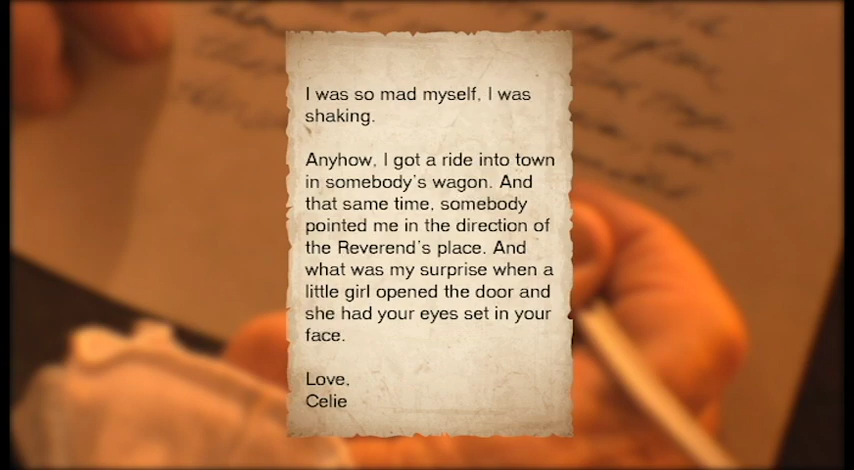 I was so mad myself, I was
shaking.
Anyhow, I got a ride into town
in somebody's wagon. And
that same time, somebody
pointed me in the direction of
the Reverend's place. And
what was my surprise when a
little girl opened the door and
she had your eyes set in your
face.
Love,
Celie